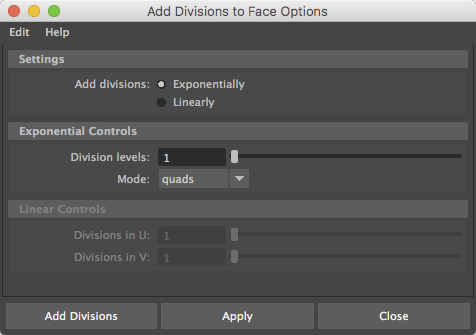 Add Divisions to Face Options
Edit Help
Settings
Add divisions: Exponentially
Linearly
Exponential Controls
Division levels: 1
Mode: quads
Linear Controls
Divisions in U: 1
Divisions in V: 1
Add Divisions Apply Close